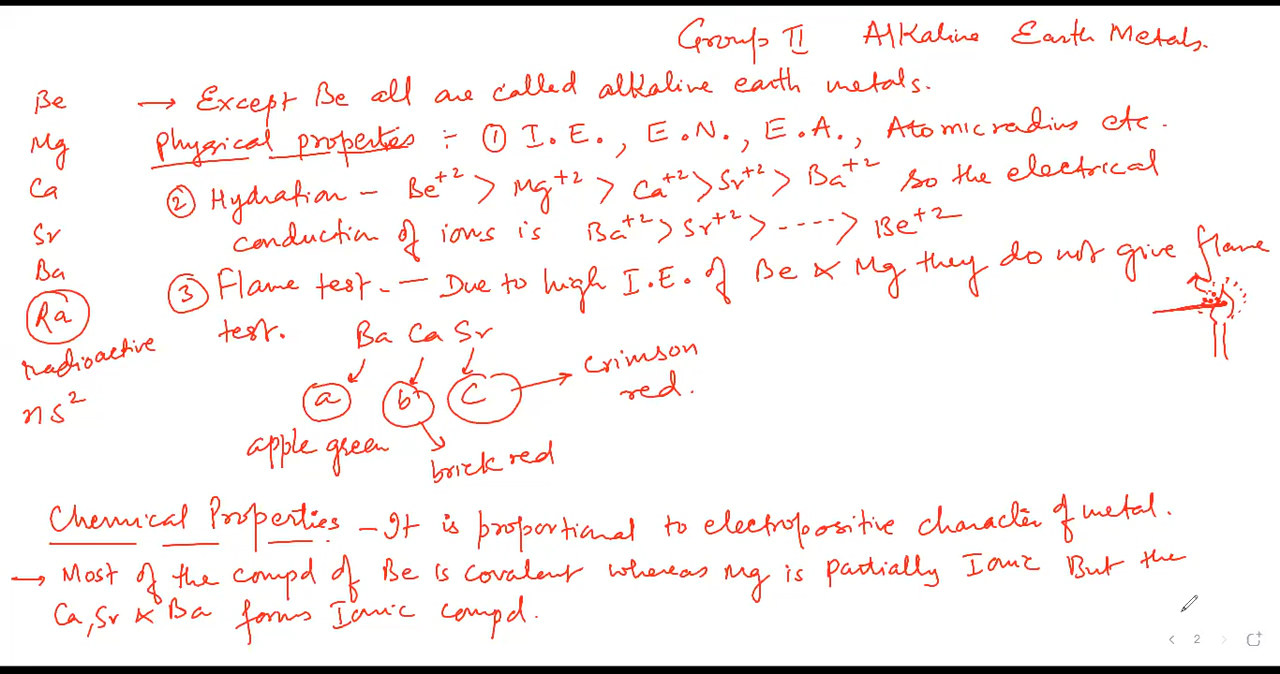 Group II Alkaline Earth Metals.
Be → Except Be all are called alkaline earth metals.
Mg Physical properties :- ① I.E., E.N., E.A., Atomic radius etc.
Ca ② Hydration - Be+2 > Mg+2 > Ca+2 > Sr+2 > Ba+2 so the electrical
Sr conduction of ions is Ba+2 > Sr+2 > ----- > Be+2
Ba ③ Flame test. - Due to high I.E. of Be & Mg they do not give flame
Ra test.
radioactive
ns²
Ba Ca Sr
a b c
crimson
red.
apple green
brick red
Chemical Properties - It is proportional to electropositive character of metal.
→ Most of the compd of Be is covalent whereas Mg is partially Ionic But the
Ca, Sr & Ba forms Ionic compd.
< 2 >